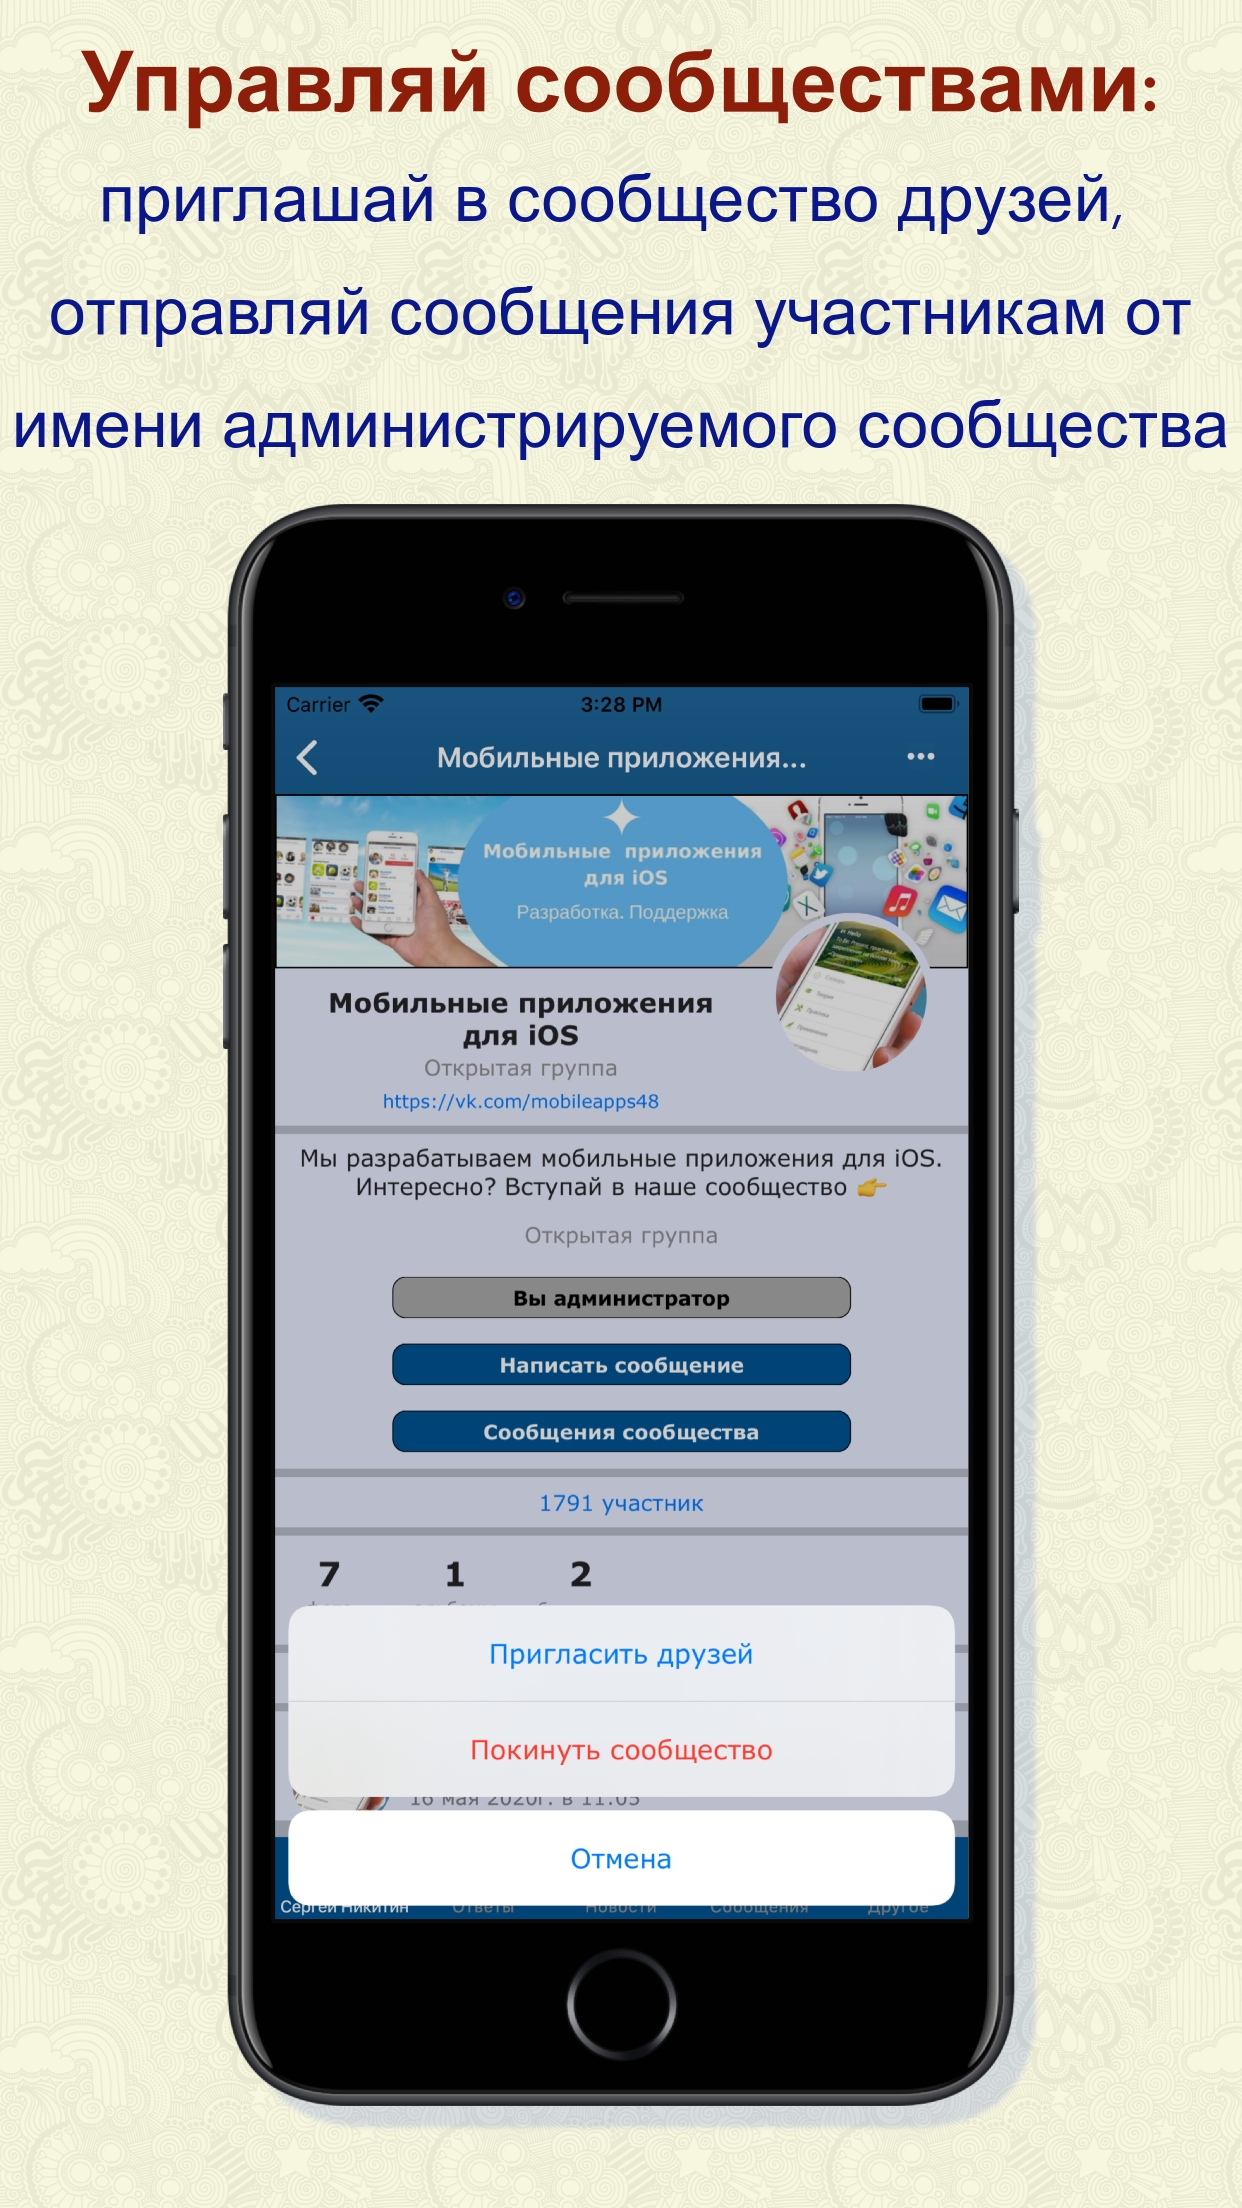 Управляй сообществами:
приглашай в сообщество друзей,
отправляй сообщения участникам от
имени администрируемого сообщества
Carrier 3:28 PM
Мобильные приложения...
Мобильные приложения
для iOS
Разработка. Поддержка
Мобильные приложения
для iOS
Открытая группа
https://vk.com/mobileapps48
Мы разрабатываем мобильные приложения для iOS.
Интересно? Вступай в наше сообщество 👉
Открытая группа
Вы администратор
Написать сообщение
Сообщения сообщества
1791 участник
7 1 2
Пригласить друзей
Покинуть сообщество
16 мая 2020г. в 11:05
Отмена
Сергей Никитин Ответы Новости Сообщения Другое